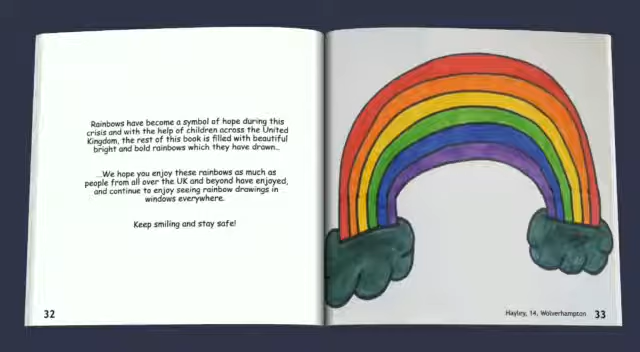 Rainbows have become a symbol of hope during this
crisis and with the help of children across the United
Kingdom, the rest of this book is filled with beautiful
bright and bold rainbows which they have drawn...
...We hope you enjoy these rainbows as much as
people from all over the UK and beyond have enjoyed,
and continue to enjoy seeing rainbow drawings in
windows everywhere.
Keep smiling and stay safe!
32
Hayley, 14, Wolverhampton 33